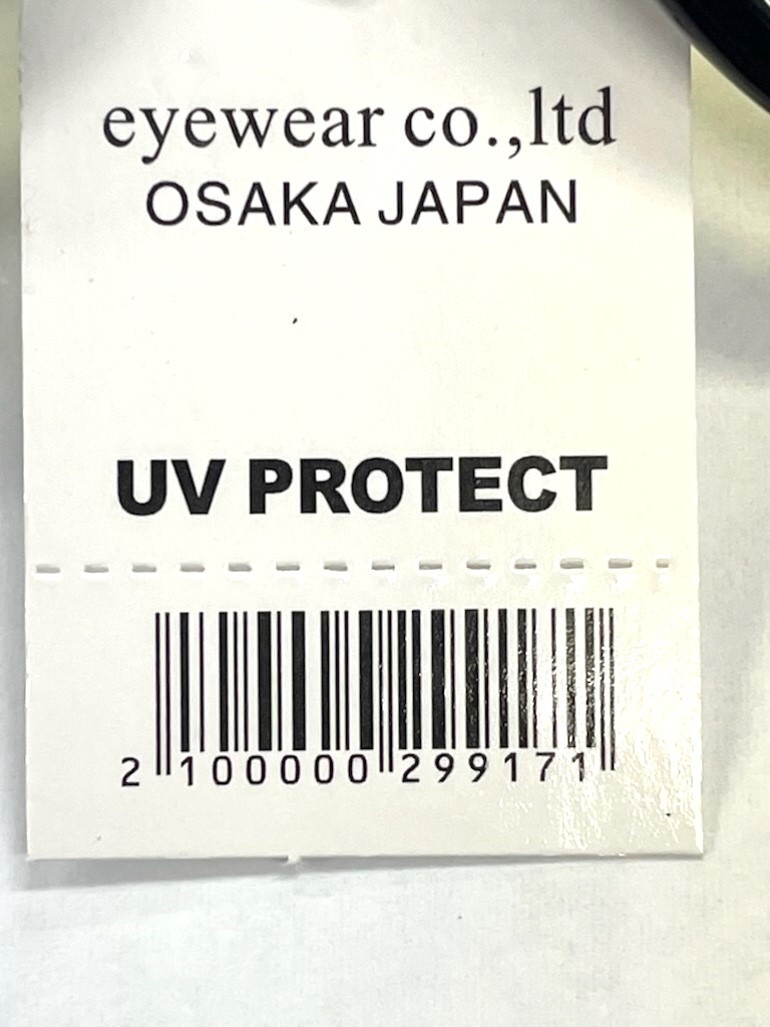 eyewear co.,ltd
OSAKA JAPAN
UV PROTECT
2 100000 299171